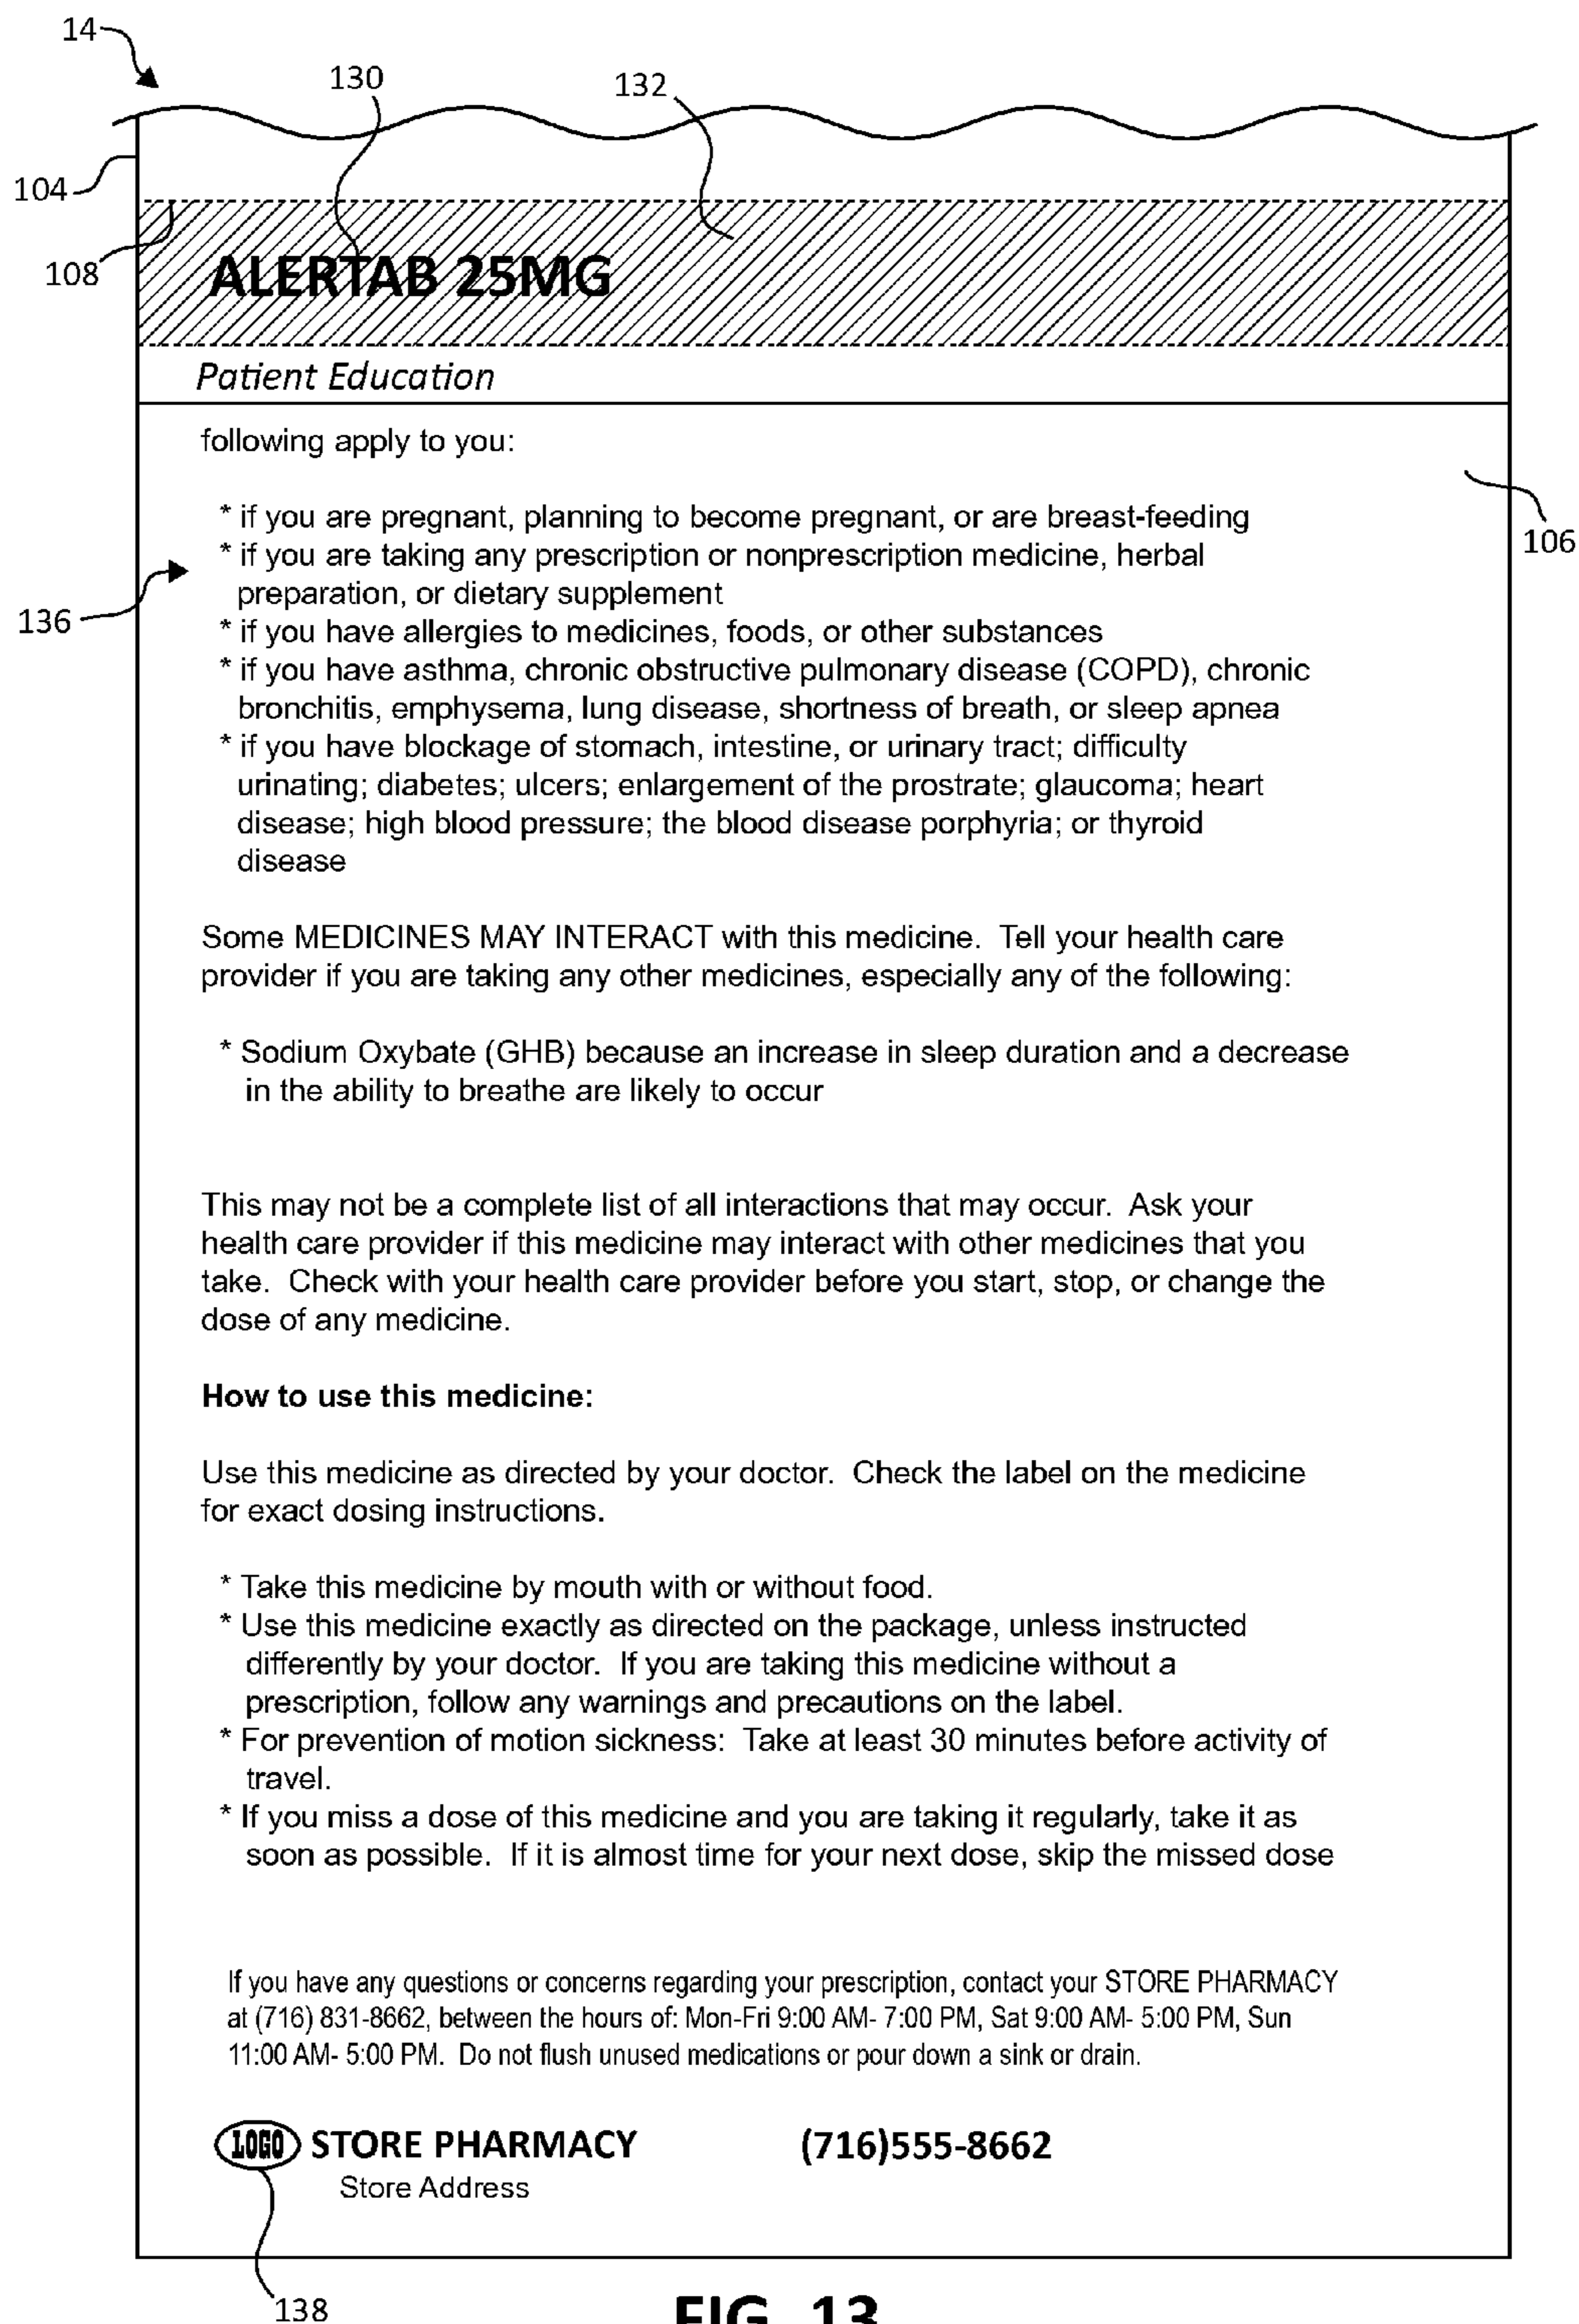 14
130
132
104
108
ALERTAB 25MG
Patient Education
following apply to you:
* if you are pregnant, planning to become pregnant, or are breast-feeding
* if you are taking any prescription or nonprescription medicine, herbal
preparation, or dietary supplement
* if you have allergies to medicines, foods, or other substances
* if you have asthma, chronic obstructive pulmonary disease (COPD), chronic
bronchitis, emphysema, lung disease, shortness of breath, or sleep apnea
* if you have blockage of stomach, intestine, or urinary tract; difficulty
urinating; diabetes; ulcers; enlargement of the prostrate; glaucoma; heart
disease; high blood pressure; the blood disease porphyria; or thyroid
disease
106
136
Some MEDICINES MAY INTERACT with this medicine. Tell your health care
provider if you are taking any other medicines, especially any of the following:
* Sodium Oxybate (GHB) because an increase in sleep duration and a decrease
in the ability to breathe are likely to occur
This may not be a complete list of all interactions that may occur. Ask your
health care provider if this medicine may interact with other medicines that you
take. Check with your health care provider before you start, stop, or change the
dose of any medicine.
How to use this medicine:
Use this medicine as directed by your doctor. Check the label on the medicine
for exact dosing instructions.
* Take this medicine by mouth with or without food.
* Use this medicine exactly as directed on the package, unless instructed
differently by your doctor. If you are taking this medicine without a
prescription, follow any warnings and precautions on the label.
* For prevention of motion sickness: Take at least 30 minutes before activity of
travel.
* If you miss a dose of this medicine and you are taking it regularly, take it as
soon as possible. If it is almost time for your next dose, skip the missed dose
If you have any questions or concerns regarding your prescription, contact your STORE PHARMACY
at (716) 831-8662, between the hours of: Mon-Fri 9:00 AM- 7:00 PM, Sat 9:00 AM- 5:00 PM, Sun
11:00 AM- 5:00 PM. Do not flush unused medications or pour down a sink or drain.
LOGO STORE PHARMACY (716)555-8662
Store Address
138
FIG. 13